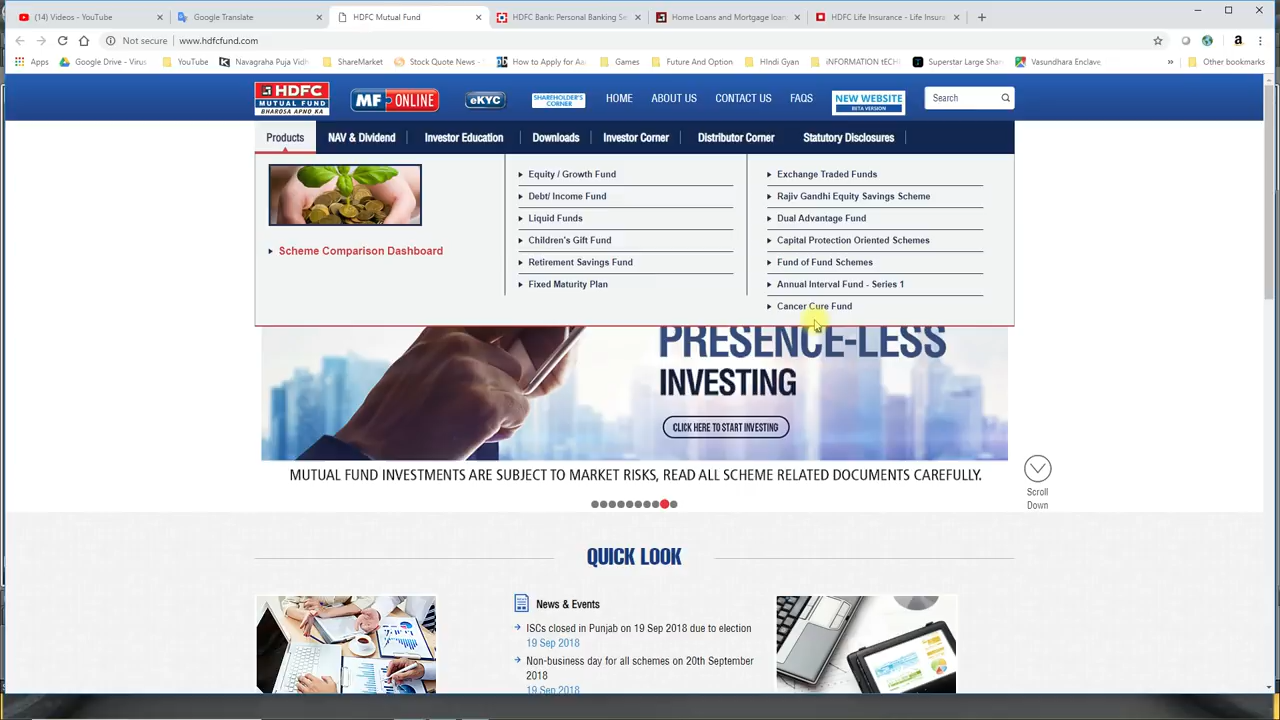 (14) Videos - YouTube
Google Translate
HDFC Mutual Fund
HDFC Bank: Personal Banking Se
Home Loans and Mortgage loan
HDFC Life Insurance - Life Insura
Not secure
www.hdfcfund.com
Apps
Google Drive - Virus
YouTube
Navagraha Puja Vidh
ShareMarket
Stock Quote News -
How to Apply for Aa
Games
Future And Option
HIndi Gyan
iNFORMATION tECH
Superstar Large Shar
Vasundhara Enclave
Other bookmarks
HDFC
MUTUAL FUND
BHAROSA APNO KA
MF ONLINE
eKYC
SHAREHOLDER'S
CORNER
HOME
ABOUT US
CONTACT US
FAQS
NEW WEBSITE
BETA VERSION
Search
Products
NAV & Dividend
Investor Education
Downloads
Investor Corner
Distributor Corner
Statutory Disclosures
Scheme Comparison Dashboard
Equity / Growth Fund
Debt/ Income Fund
Liquid Funds
Children's Gift Fund
Retirement Savings Fund
Fixed Maturity Plan
Exchange Traded Funds
Rajiv Gandhi Equity Savings Scheme
Dual Advantage Fund
Capital Protection Oriented Schemes
Fund of Fund Schemes
Annual Interval Fund - Series 1
Cancer Cure Fund
PRESENCE-LESS
INVESTING
CLICK HERE TO START INVESTING
MUTUAL FUND INVESTMENTS ARE SUBJECT TO MARKET RISKS, READ ALL SCHEME RELATED DOCUMENTS CAREFULLY.
Scroll
Down
QUICK LOOK
News & Events
ISCs closed in Punjab on 19 Sep 2018 due to election
19 Sep 2018
Non-business day for all schemes on 20th September
2018
19 Sep 2018